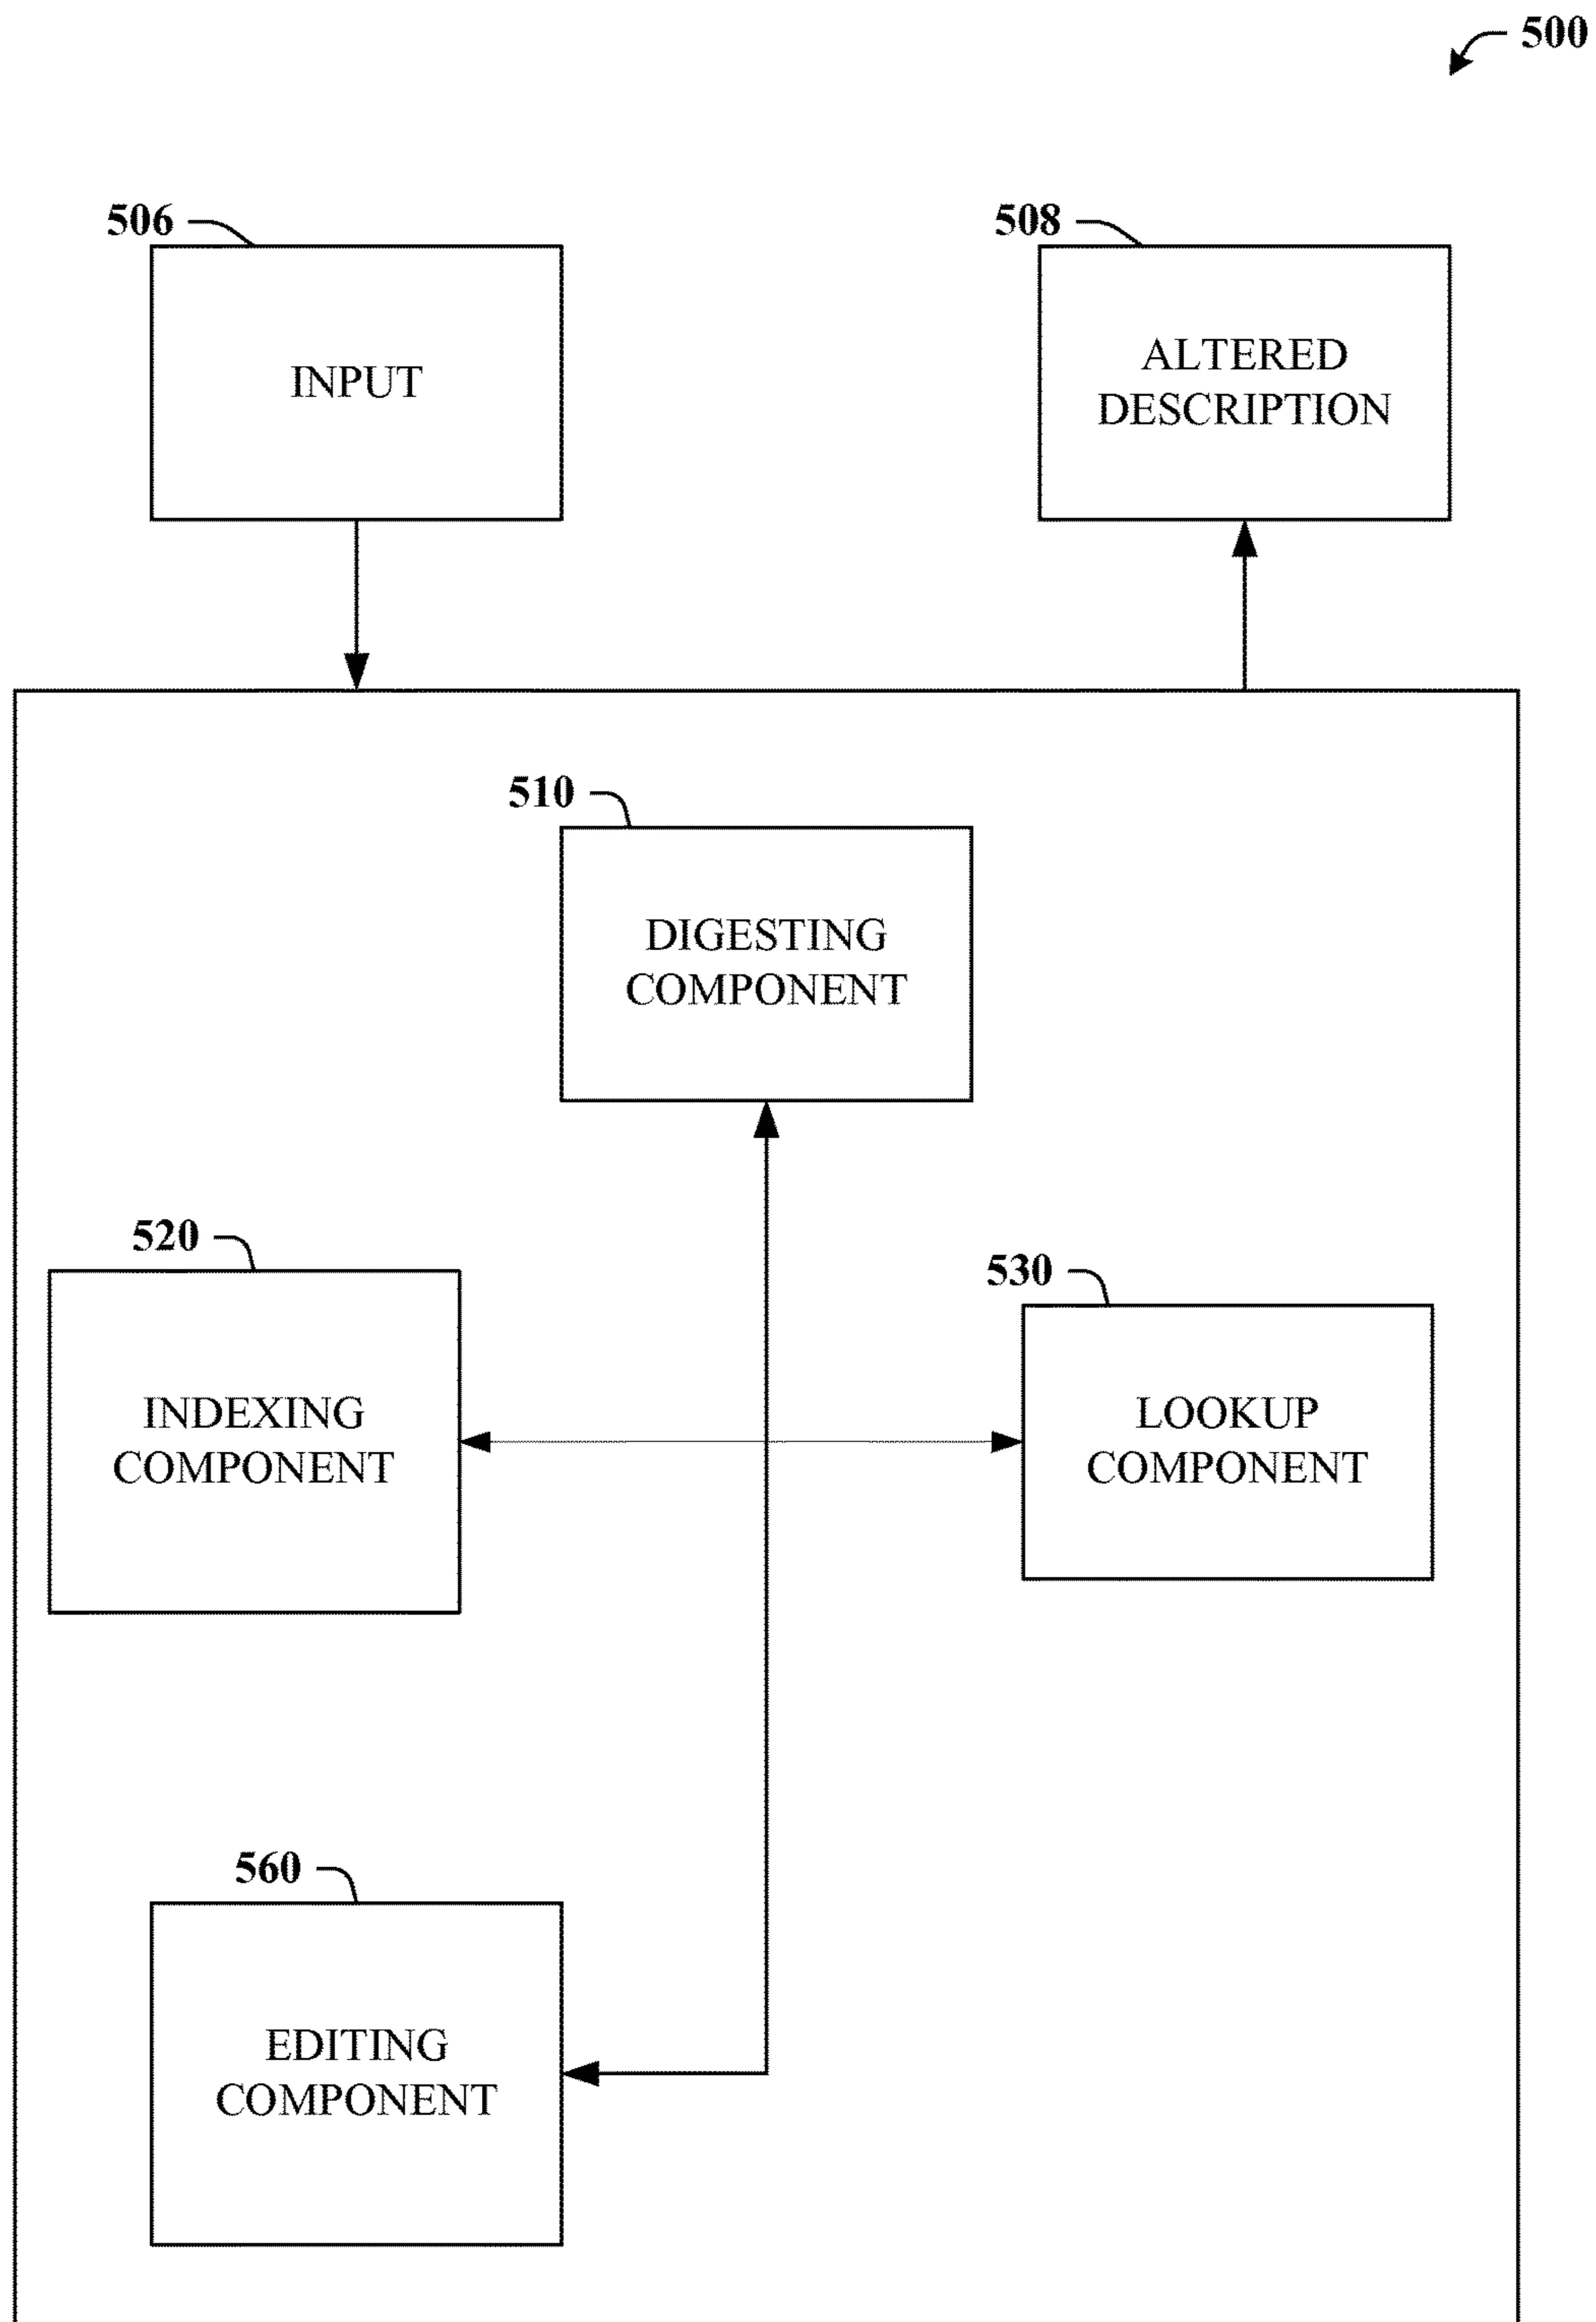 500
506
508
INPUT
ALTERED
DESCRIPTION
510
DIGESTING
COMPONENT
520
530
INDEXING
COMPONENT
LOOKUP
COMPONENT
560
EDITING
COMPONENT